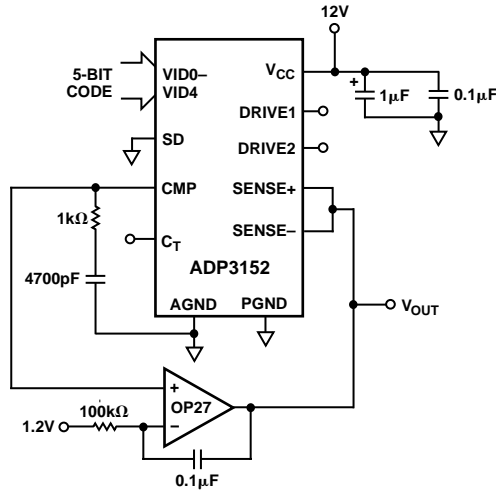 12V
5-BIT
CODE
VID0–
VID4
VCC
+
1μF
0.1μF
DRIVE1
SD
DRIVE2
CMP
SENSE+
1kΩ
SENSE–
CT
ADP3152
4700pF
AGND
PGND
VOUT
+
OP27
100kΩ
1.2V
–
0.1μF